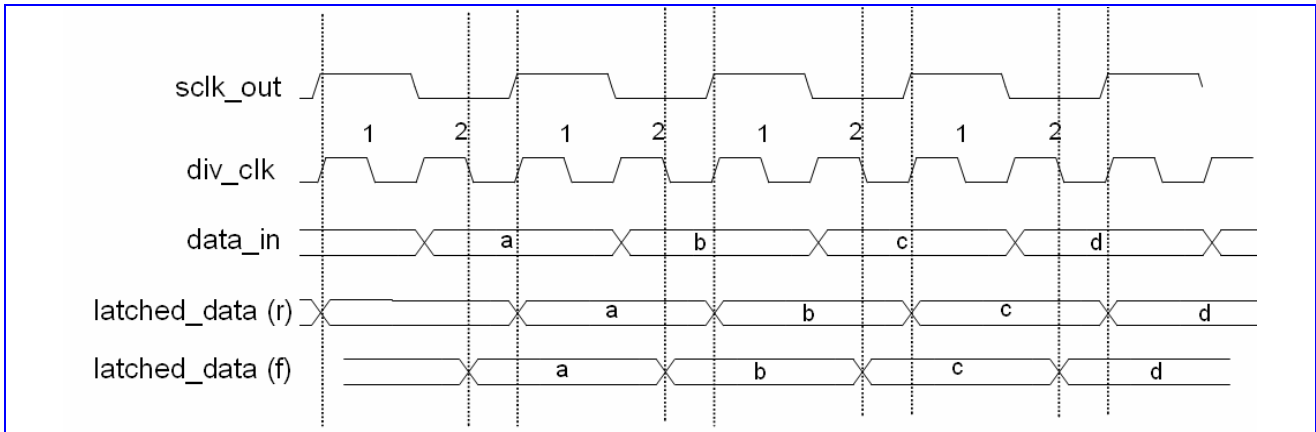 sclk_out
1 2 1 2 1 2 1 2
div_clk
data_in a b c d
latched_data (r) a b c d
latched_data (f) a b c d